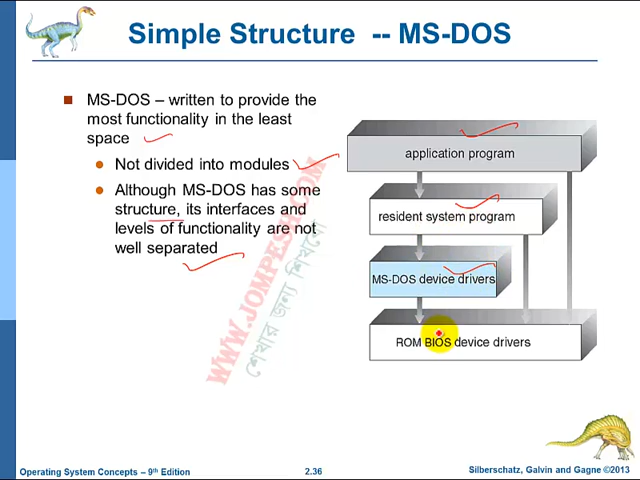 Simple Structure -- MS-DOS
MS-DOS – written to provide the
most functionality in the least
space
Not divided into modules
Although MS-DOS has some
structure, its interfaces and
levels of functionality are not
well separated
application program
resident system program
MS-DOS device drivers
ROM BIOS device drivers
WWW.JOMPESH.COM
শেখার জন্য শিখবো
Operating System Concepts – 9th Edition
2.36
Silberschatz, Galvin and Gagne ©2013